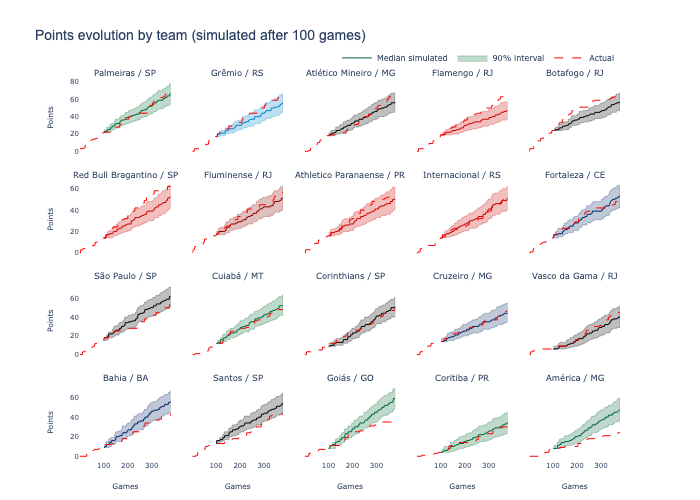 Points evolution by team (simulated after 100 games)
Median simulated 90% interval Actual
Palmeiras / SP Grêmio / RS Atlético Mineiro / MG Flamengo / RJ Botafogo / RJ
80
60
40
20
0
Points
Red Bull Bragantino / SP Fluminense / RJ Athletico Paranaense / PR Internacional / RS Fortaleza / CE
60
40
20
0
Points
São Paulo / SP Cuiabá / MT Corinthians / SP Cruzeiro / MG Vasco da Gama / RJ
60
40
20
0
Points
Bahia / BA Santos / SP Goiás / GO Coritiba / PR América / MG
60
40
20
0
Points
100 200 300 100 200 300 100 200 300 100 200 300 100 200 300
Games Games Games Games Games